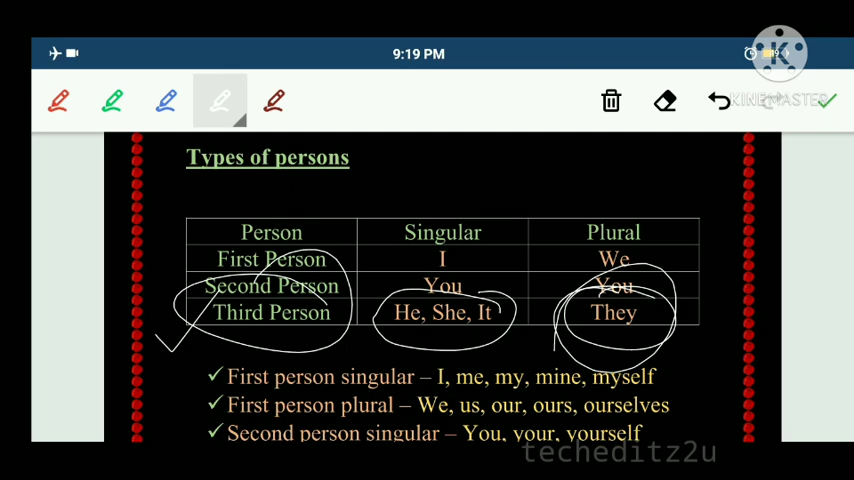 9:19 PM
19
KINEMASTER
Types of persons
Person Singular Plural
First Person I We
Second Person You You
Third Person He, She, It They
✓ First person singular – I, me, my, mine, myself
✓ First person plural – We, us, our, ours, ourselves
✓ Second person singular – You, your, yourself
techeditz2u